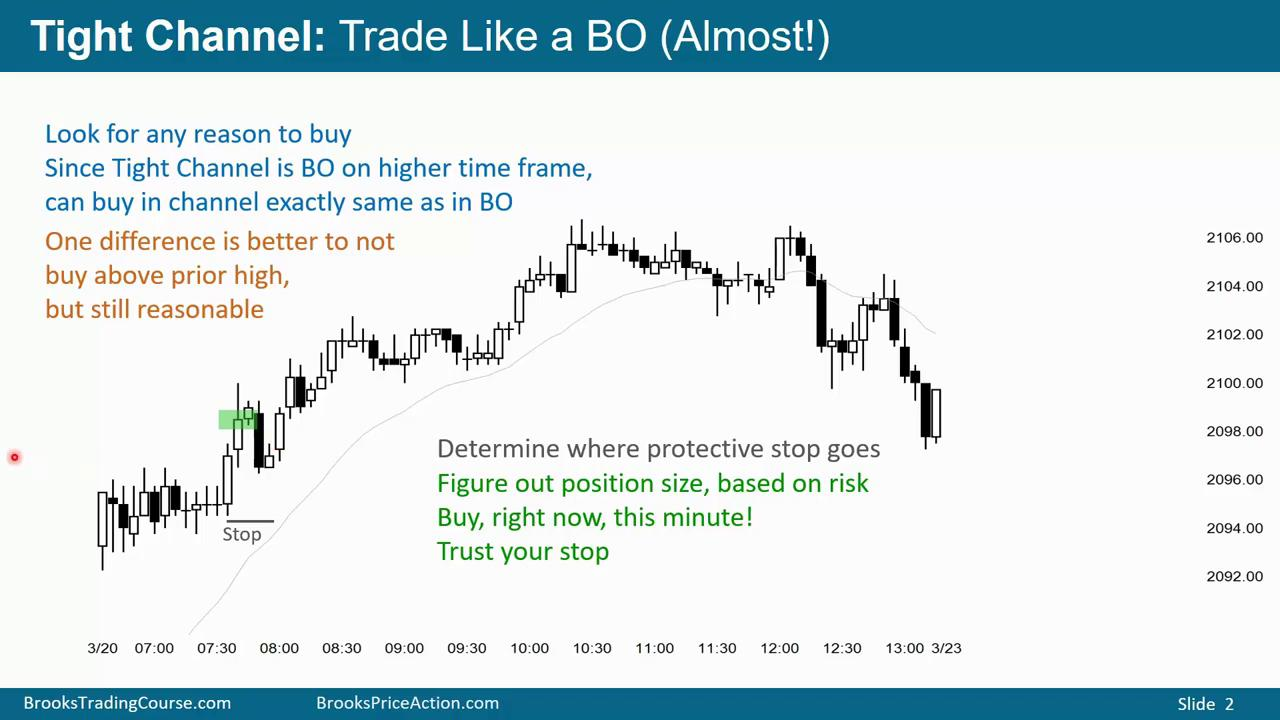 Tight Channel: Trade Like a BO (Almost!)
Look for any reason to buy
Since Tight Channel is BO on higher time frame,
can buy in channel exactly same as in BO
One difference is better to not
buy above prior high,
but still reasonable
2106.00
2104.00
2102.00
2100.00
2098.00
2096.00
2094.00
2092.00
Determine where protective stop goes
Figure out position size, based on risk
Buy, right now, this minute!
Trust your stop
Stop
3/20 07:00 07:30 08:00 08:30 09:00 09:30 10:00 10:30 11:00 11:30 12:00 12:30 13:00 3/23
BrooksTradingCourse.com BrooksPriceAction.com Slide 2